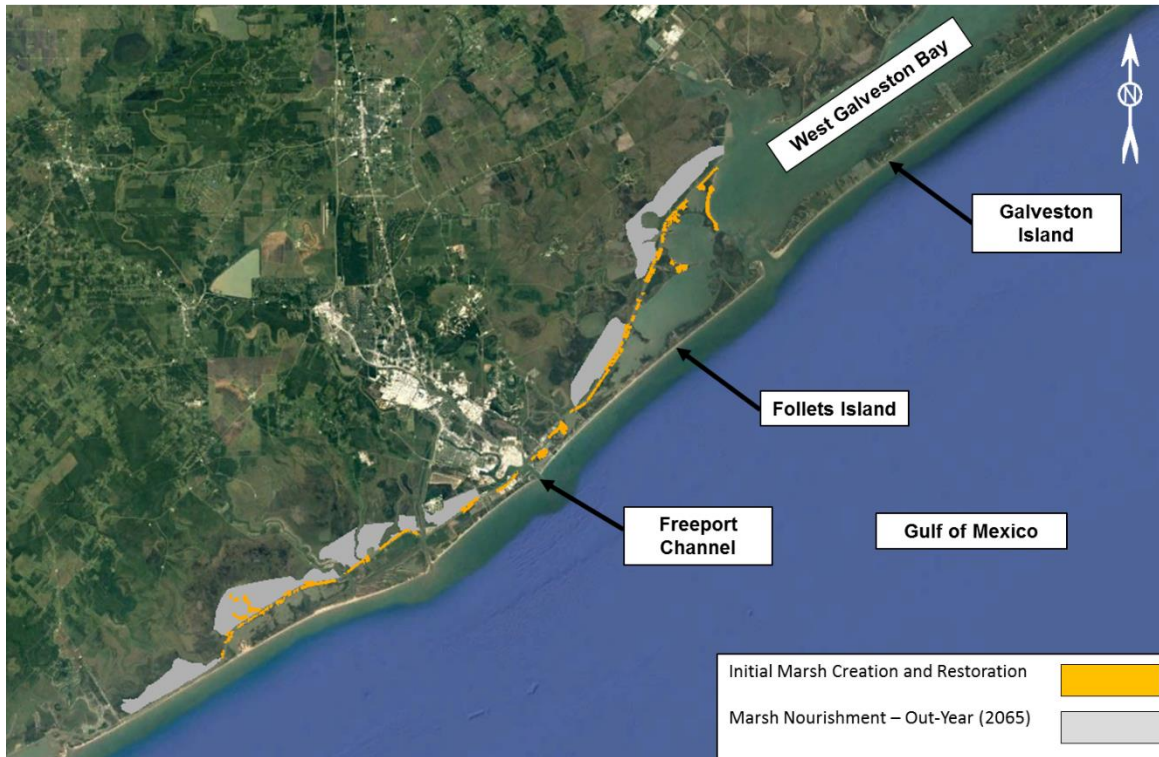 West Galveston Bay
N
Galveston
Island
Follets Island
Freeport
Channel
Gulf of Mexico
Initial Marsh Creation and Restoration
Marsh Nourishment – Out-Year (2065)